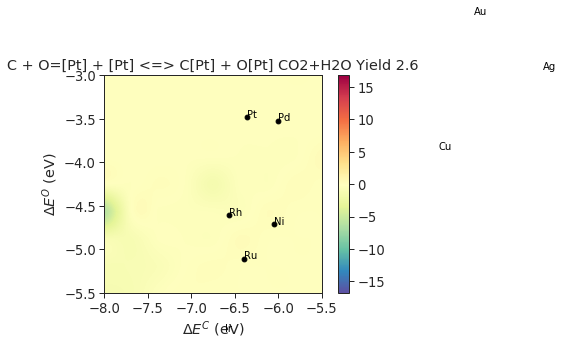 Au
C + O=[Pt] + [Pt] <=> C[Pt] + O[Pt] CO2+H2O Yield 2.6
Ag
−3.0
−3.5
−4.0
−4.5
−5.0
−5.5
ΔE^O (eV)
Pt
Pd
Cu
Rh
Ni
Ru
15
10
5
0
−5
−10
−15
−8.0 −7.5 −7.0 −6.5 −6.0 −5.5
Ir
ΔE^C (eV)